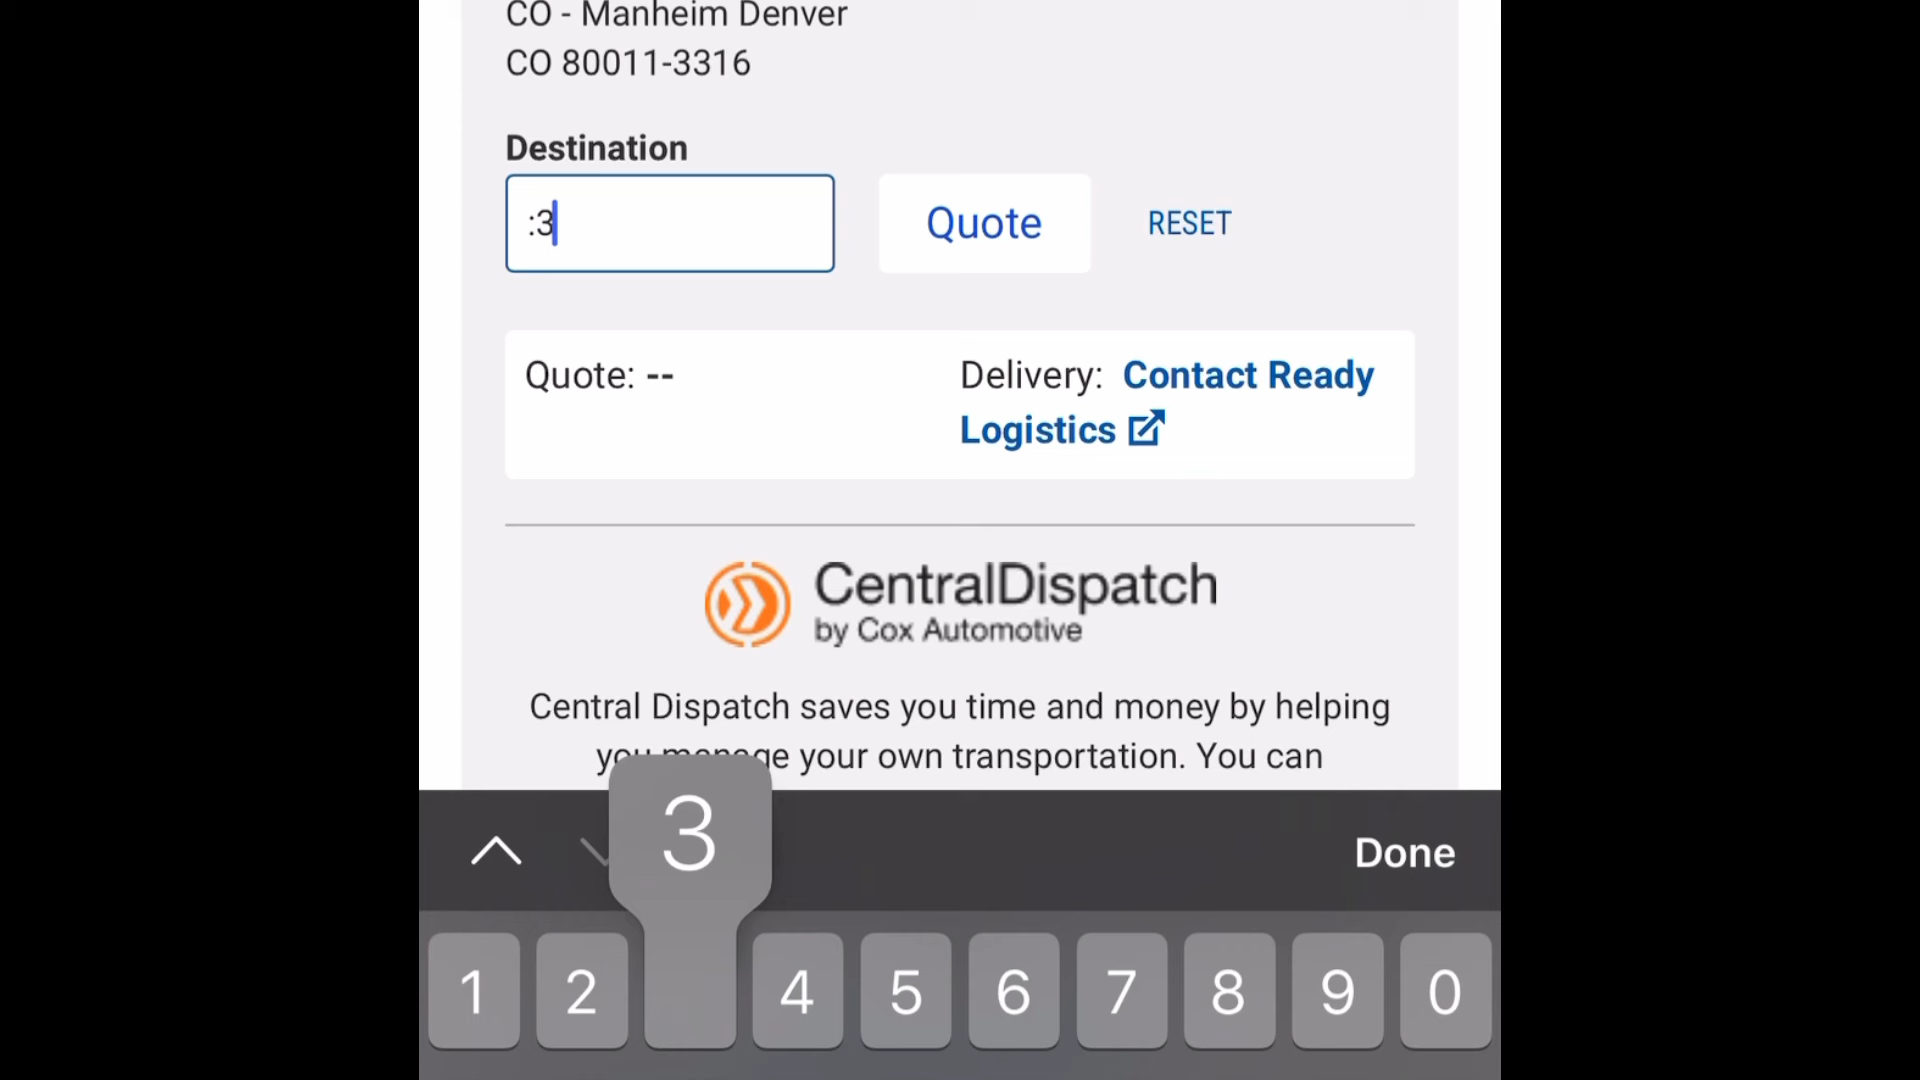 CO - Manheim Denver
CO 80011-3316
Destination
:3
Quote
RESET
Quote: --
Delivery: Contact Ready
Logistics
CentralDispatch
by Cox Automotive
Central Dispatch saves you time and money by helping
you manage your own transportation. You can
3
Done
1 2 4 5 6 7 8 9 0